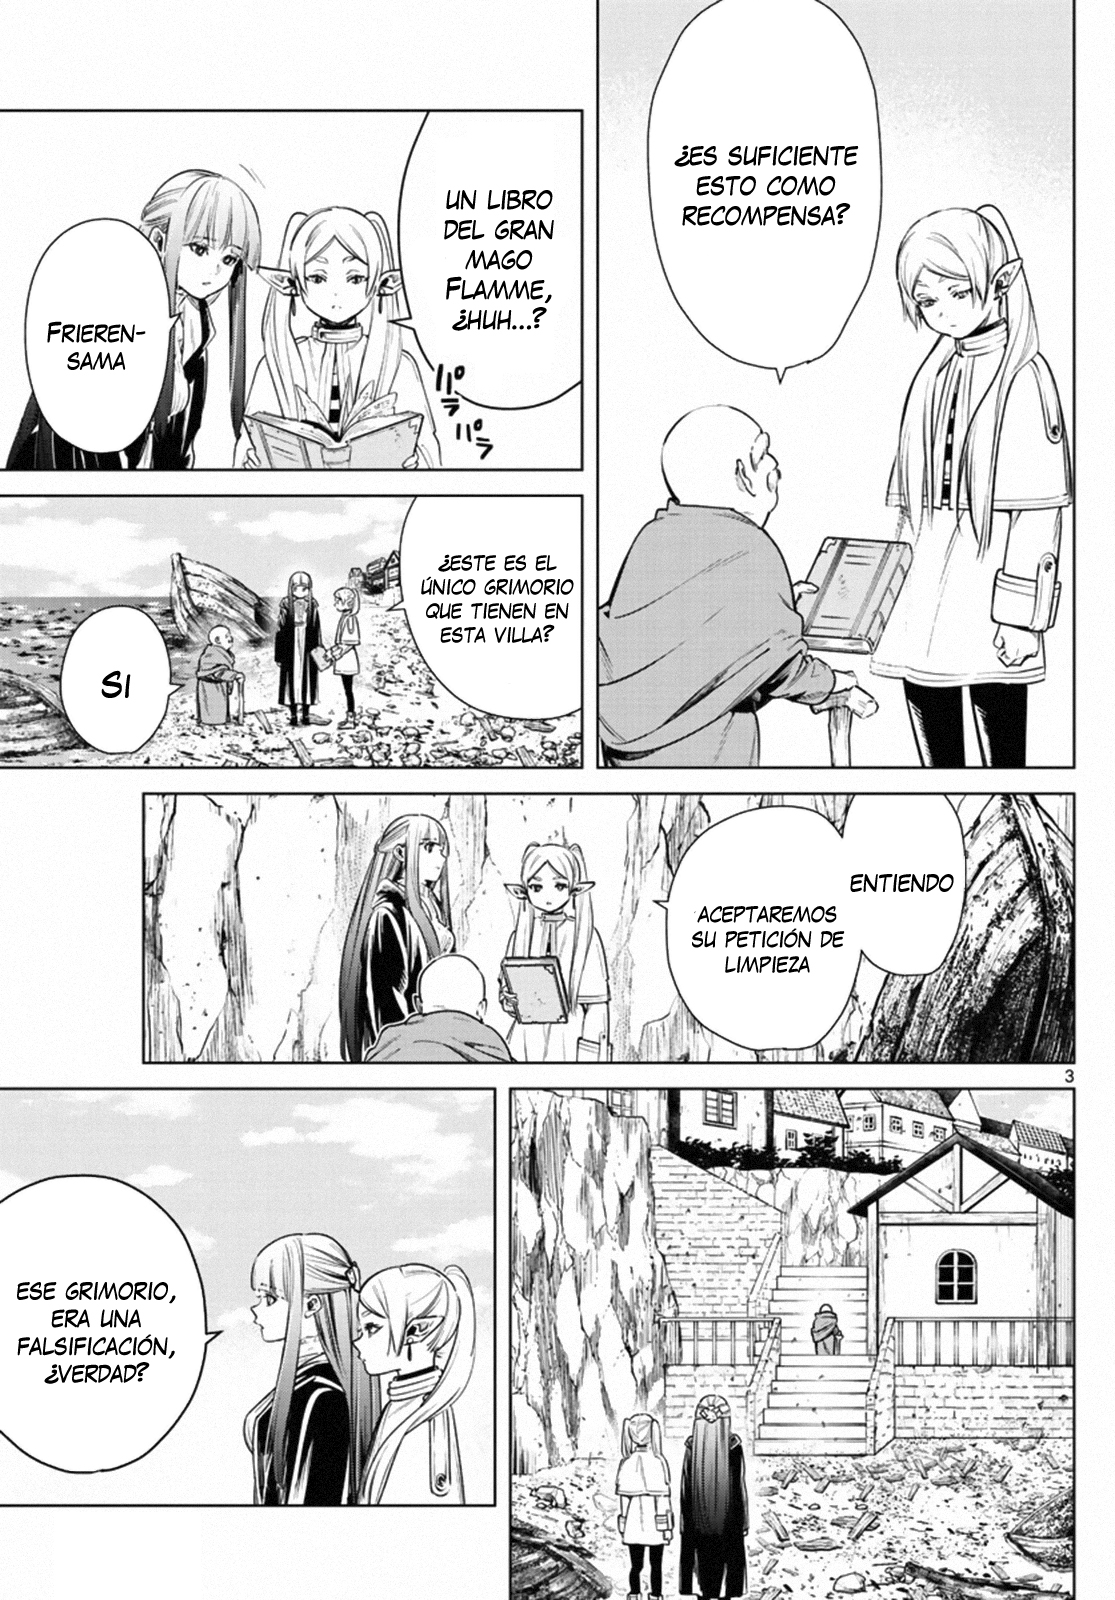 ¿ES SUFICIENTE
ESTO COMO
RECOMPENSA?
UN LIBRO
DEL GRAN
MAGO
FLAMME,
¿HUH...?
パラ
パラ
FRIEREN-
SAMA
¿ESTE ES EL
ÚNICO GRIMORIO
QUE TIENEN EN
ESTA VILLA?
SI
ENTIENDO
ACEPTAREMOS
SU PETICIÓN DE
LIMPIEZA
3
ESE GRIMORIO,
ERA UNA
FALSIFICACIÓN,
¿VERDAD?